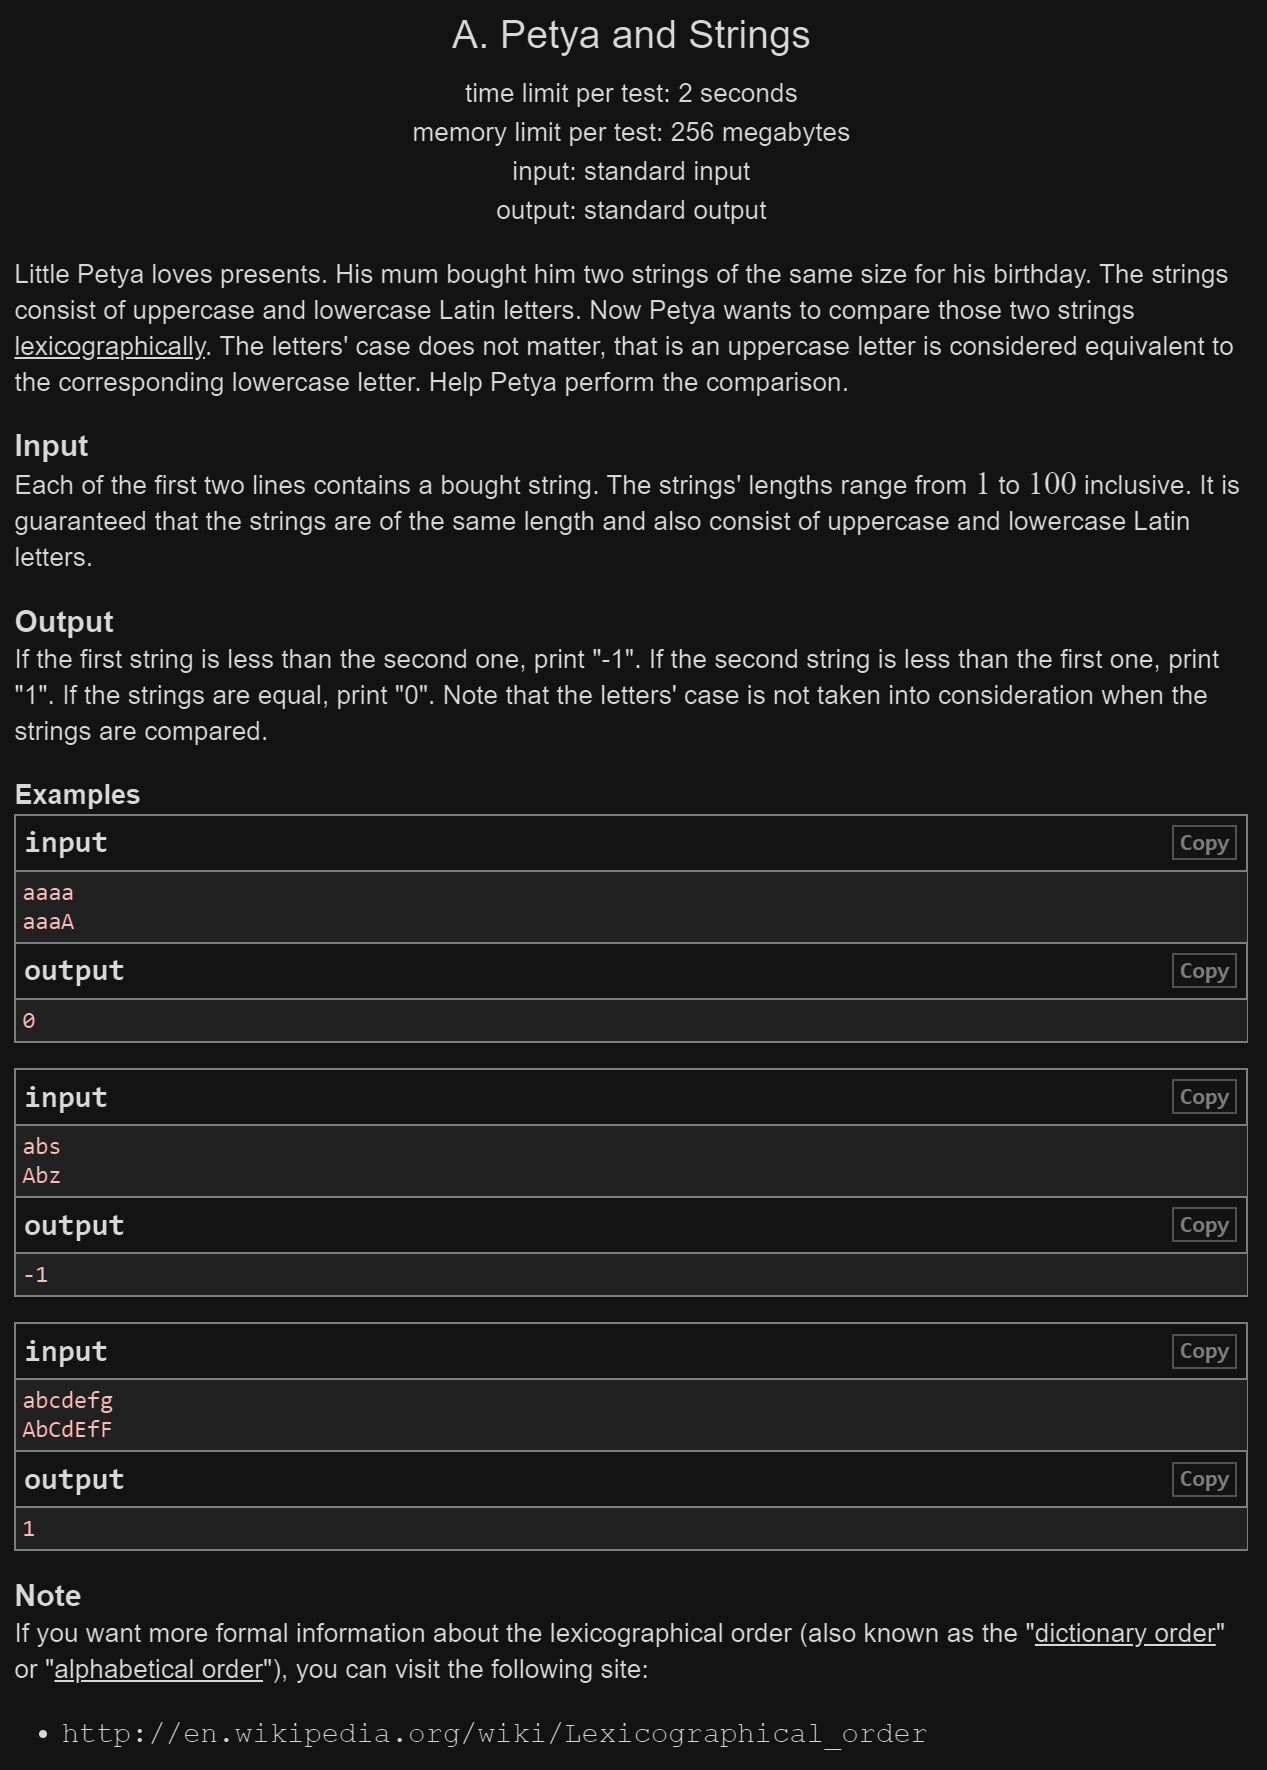 A. Petya and Strings
time limit per test: 2 seconds
memory limit per test: 256 megabytes
input: standard input
output: standard output
Little Petya loves presents. His mum bought him two strings of the same size for his birthday. The strings
consist of uppercase and lowercase Latin letters. Now Petya wants to compare those two strings
lexicographically. The letters' case does not matter, that is an uppercase letter is considered equivalent to
the corresponding lowercase letter. Help Petya perform the comparison.
Input
Each of the first two lines contains a bought string. The strings' lengths range from 1 to 100 inclusive. It is
guaranteed that the strings are of the same length and also consist of uppercase and lowercase Latin
letters.
Output
If the first string is less than the second one, print "-1". If the second string is less than the first one, print
"1". If the strings are equal, print "0". Note that the letters' case is not taken into consideration when the
strings are compared.
Examples
input Copy
aaaa
aaaA
output Copy
0
input Copy
abs
Abz
output Copy
-1
input Copy
abcdefg
AbCdEfF
output Copy
1
Note
If you want more formal information about the lexicographical order (also known as the "dictionary order"
or "alphabetical order"), you can visit the following site:
• http://en.wikipedia.org/wiki/Lexicographical_order